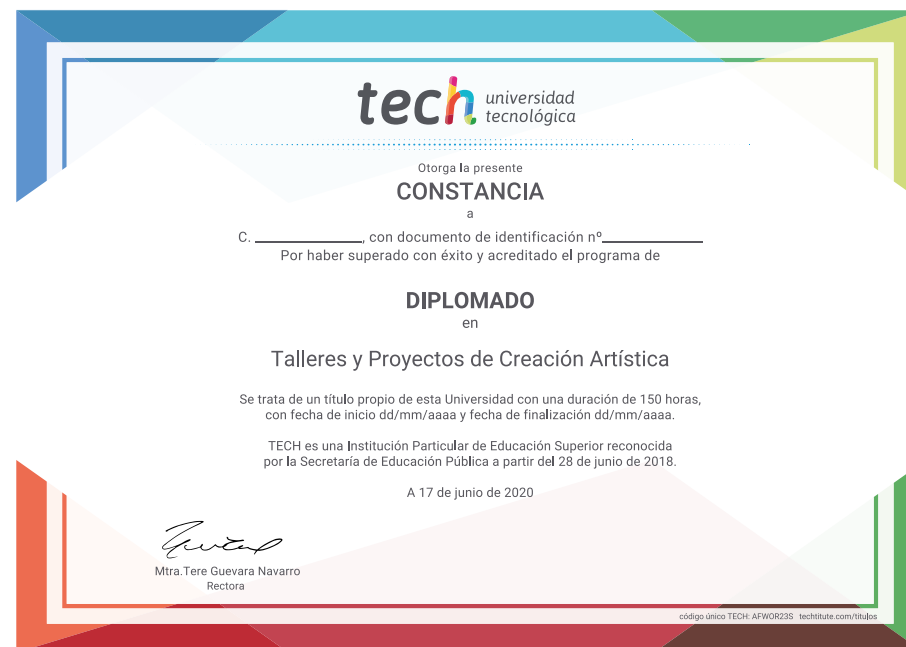 tech universidad
tecnológica
Otorga la presente
CONSTANCIA
a
C. ____________, con documento de identificación nº____________
Por haber superado con éxito y acreditado el programa de
DIPLOMADO
en
Talleres y Proyectos de Creación Artística
Se trata de un título propio de esta Universidad con una duración de 150 horas,
con fecha de inicio dd/mm/aaaa y fecha de finalización dd/mm/aaaa.
TECH es una Institución Particular de Educación Superior reconocida
por la Secretaría de Educación Pública a partir del 28 de junio de 2018.
A 17 de junio de 2020
Mtra.Tere Guevara Navarro
Rectora
código único TECH: AFWOR23S techtitute.com/titulos